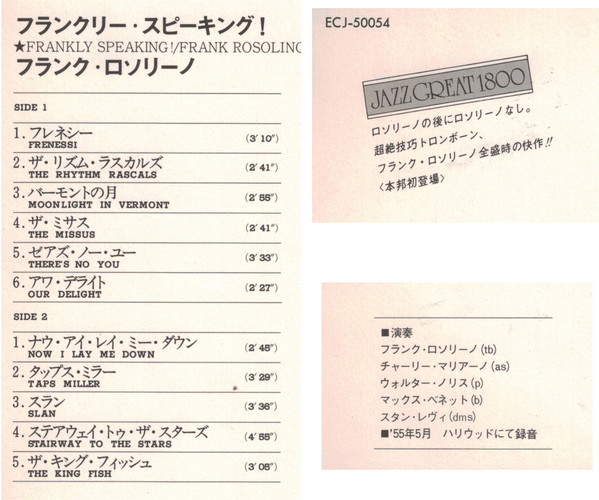 フランクリー・スピーキング!
★FRANKLY SPEAKING!/FRANK ROSOLINO
フランク・ロソリーノ
SIDE 1
1. フレネシー (3′10″)
FRENESSI
2. ザ・リズム・ラスカルズ (2′41″)
THE RHYTHM RASCALS
3. バーモントの月 (2′55″)
MOONLIGHT IN VERMONT
4. ザ・ミサス (2′41″)
THE MISSUS
5. ゼアズ・ノー・ユー (3′33″)
THERE'S NO YOU
6. アワ・デライト (2′27″)
OUR DELIGHT
SIDE 2
1. ナウ・アイ・レイ・ミー・ダウン (2′48″)
NOW I LAY ME DOWN
2. タップス・ミラー (3′29″)
TAPS MILLER
3. スラン (3′36″)
SLAN
4. ステアウェイ・トゥ・ザ・スターズ (4′55″)
STAIRWAY TO THE STARS
5. ザ・キング・フィッシュ (3′08″)
THE KING FISH
ECJ-50054
JAZZ GREAT 1800
ロソリーノの後にロソリーノなし。
超絶技巧トロンボーン、
フランク・ロソリーノ全盛時の快作!!
〈本邦初登場〉
■演奏
フランク・ロソリーノ(tb)
チャーリー・マリアーノ(as)
ウォルター・ノリス(p)
マックス・ベネット(b)
スタン・レヴィ(dms)
■'55年5月 ハリウッドにて録音